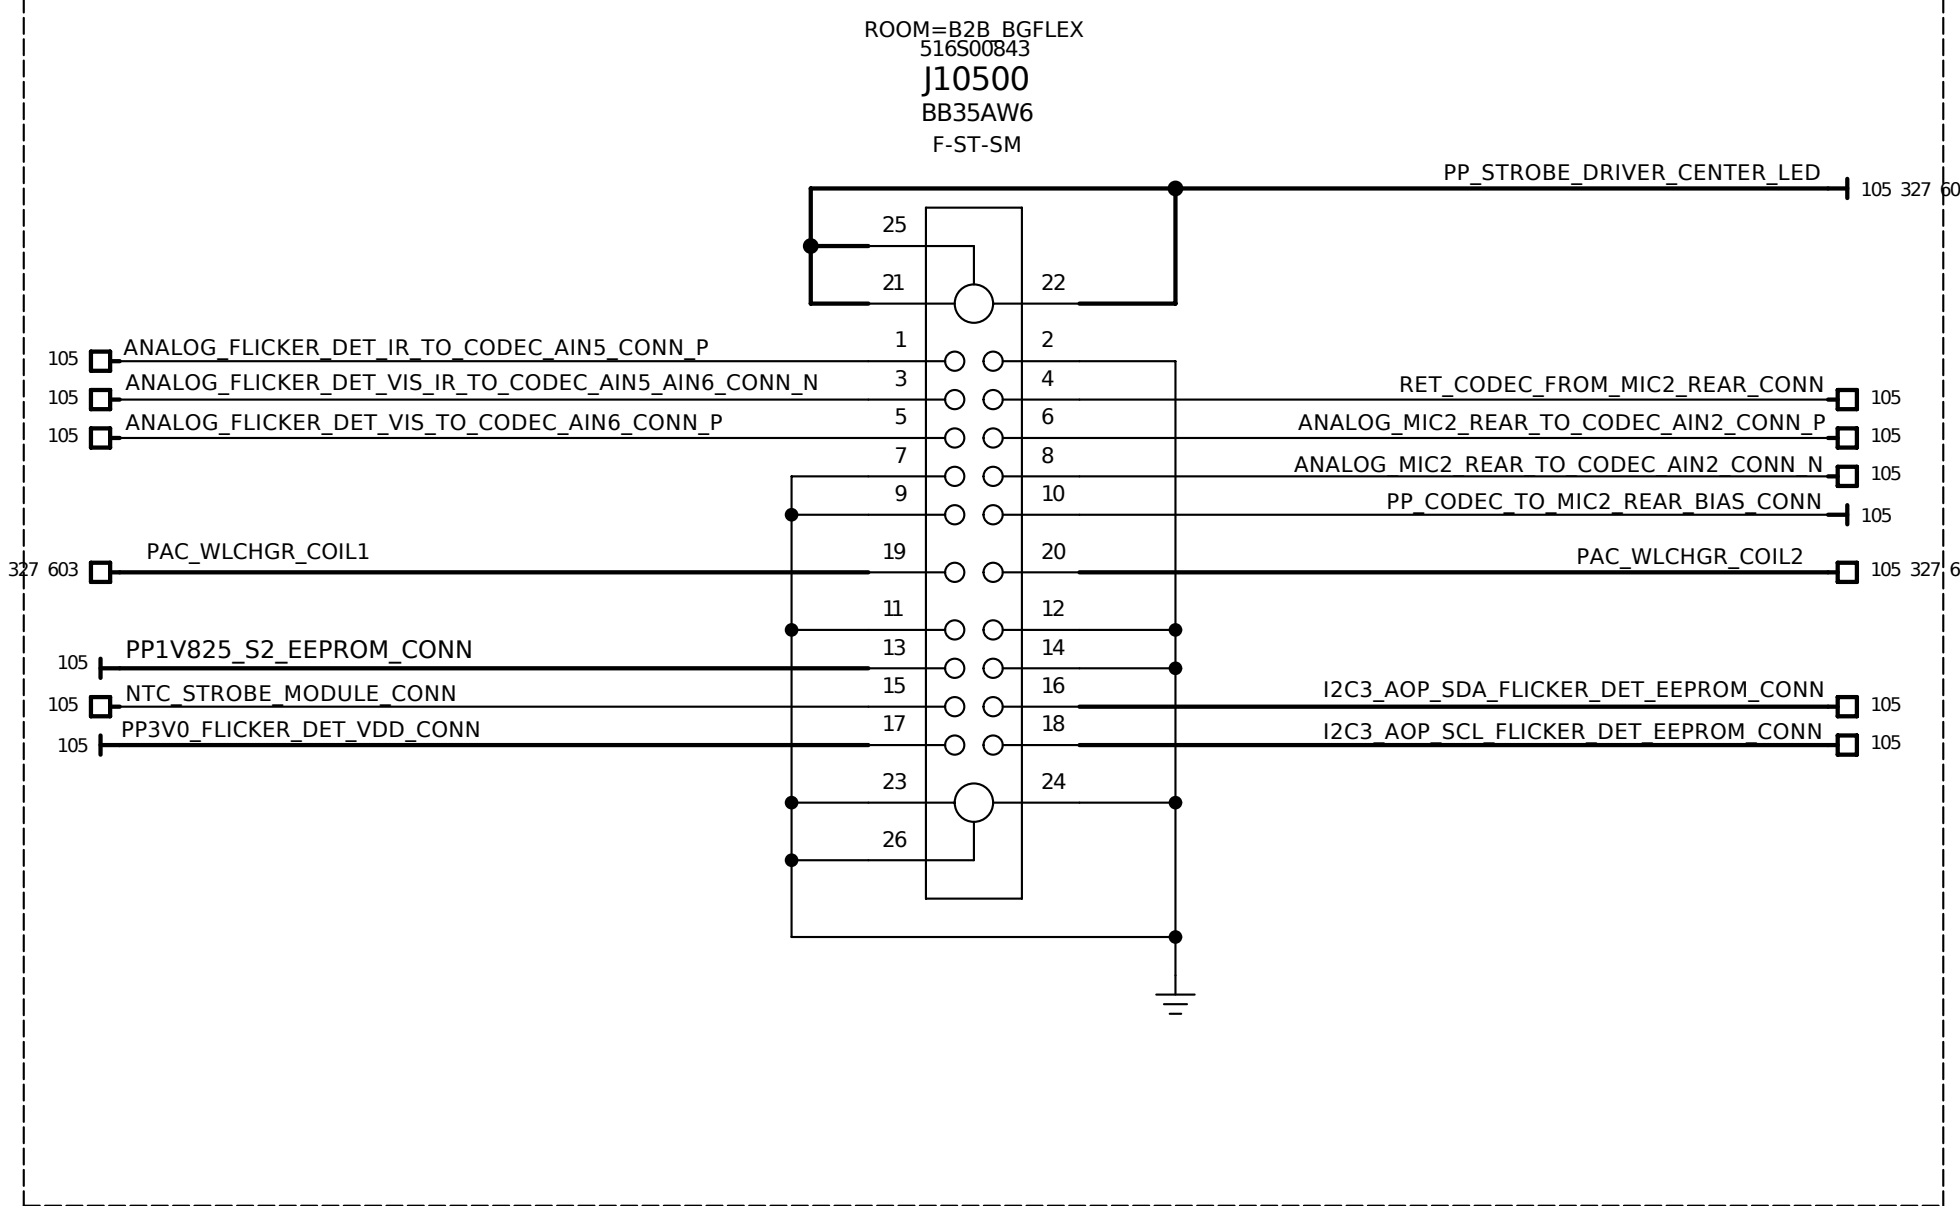 ROOM=B2B_BGFLEX
516S00843
J10500
BB35AW6
F-ST-SM
PP_STROBE_DRIVER_CENTER_LED 105 327 60
25
21 22
1 2
105 ANALOG_FLICKER_DET_IR_TO_CODEC_AIN5_CONN_P
3 4
105 ANALOG_FLICKER_DET_VIS_IR_TO_CODEC_AIN5_AIN6_CONN_N RET_CODEC_FROM_MIC2_REAR_CONN 105
5 6
105 ANALOG_FLICKER_DET_VIS_TO_CODEC_AIN6_CONN_P ANALOG_MIC2_REAR_TO_CODEC_AIN2_CONN_P 105
7 8
ANALOG_MIC2_REAR_TO_CODEC_AIN2_CONN_N 105
9 10
PP_CODEC_TO_MIC2_REAR_BIAS_CONN 105
19 20
327 603 PAC_WLCHGR_COIL1 PAC_WLCHGR_COIL2 105 327 6
11 12
13 14
105 PP1V825_S2_EEPROM_CONN
15 16
105 NTC_STROBE_MODULE_CONN I2C3_AOP_SDA_FLICKER_DET_EEPROM_CONN 105
17 18
105 PP3V0_FLICKER_DET_VDD_CONN I2C3_AOP_SCL_FLICKER_DET_EEPROM_CONN 105
23 24
26